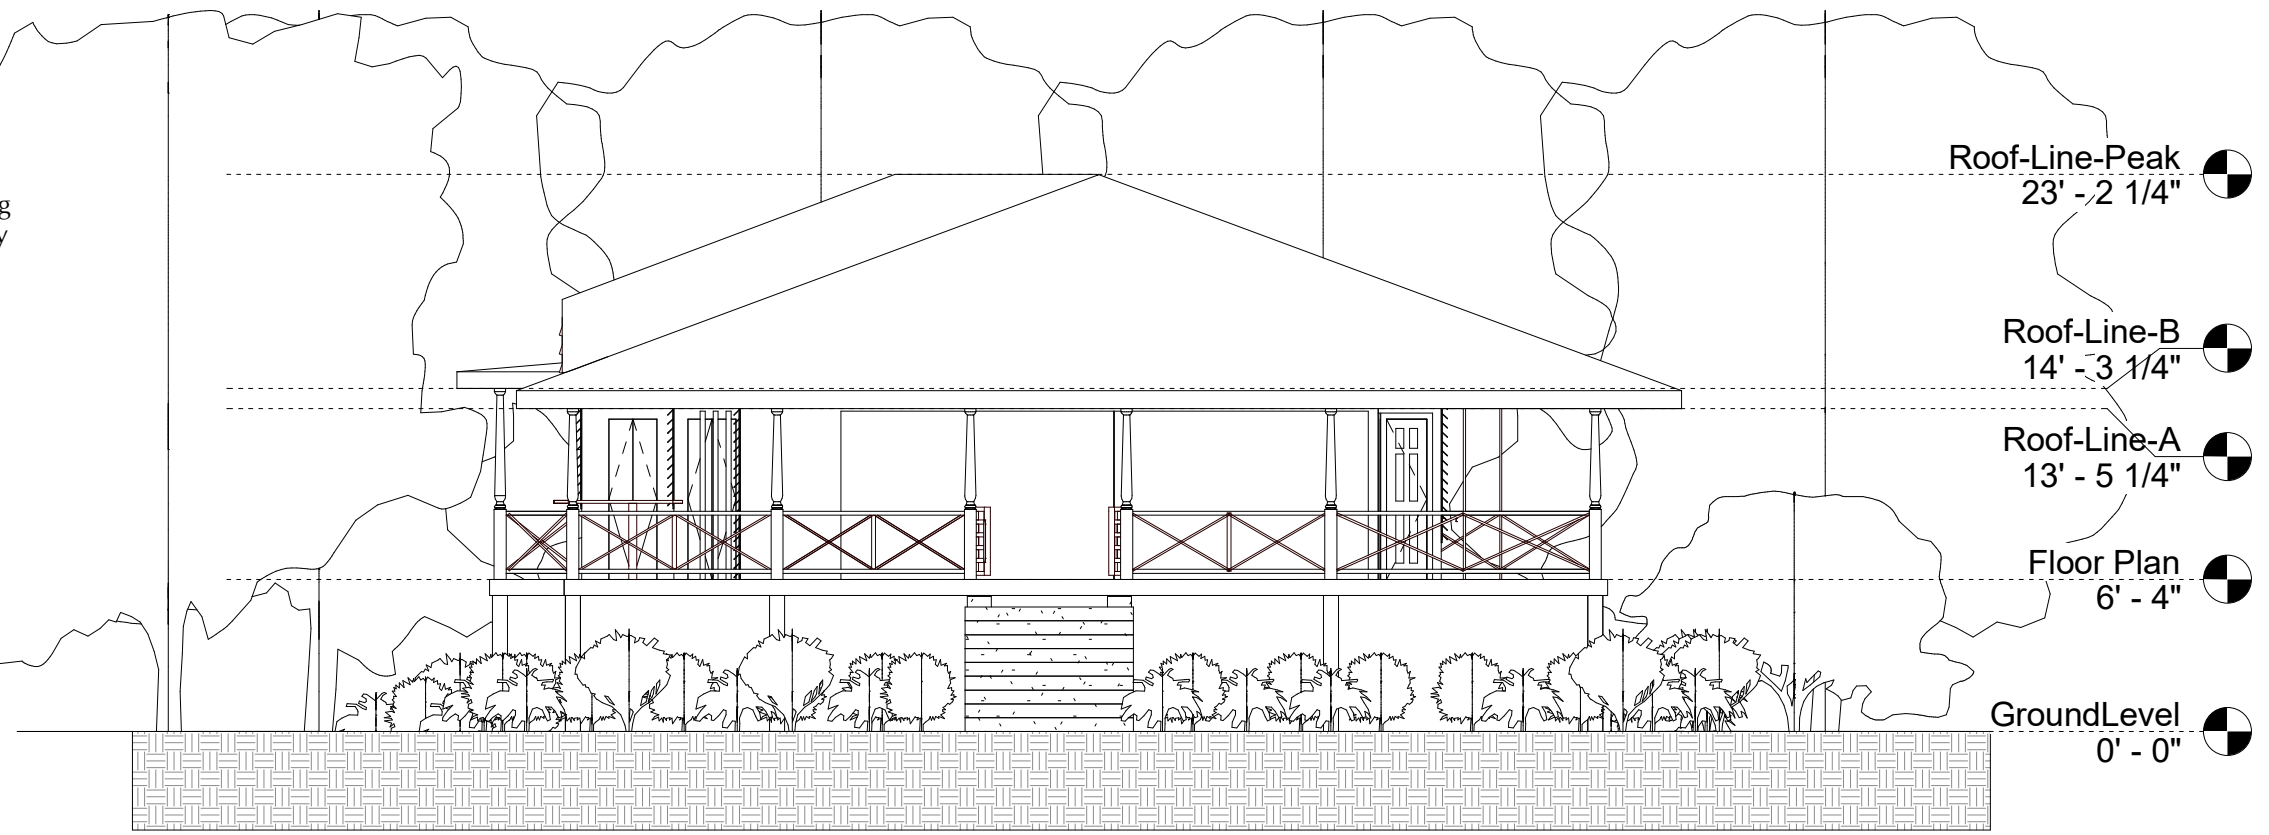 g
y
Roof-Line-Peak
23' - 2 1/4"
Roof-Line-B
14' - 3 1/4"
Roof-Line-A
13' - 5 1/4"
Floor Plan
6' - 4"
GroundLevel
0' - 0"